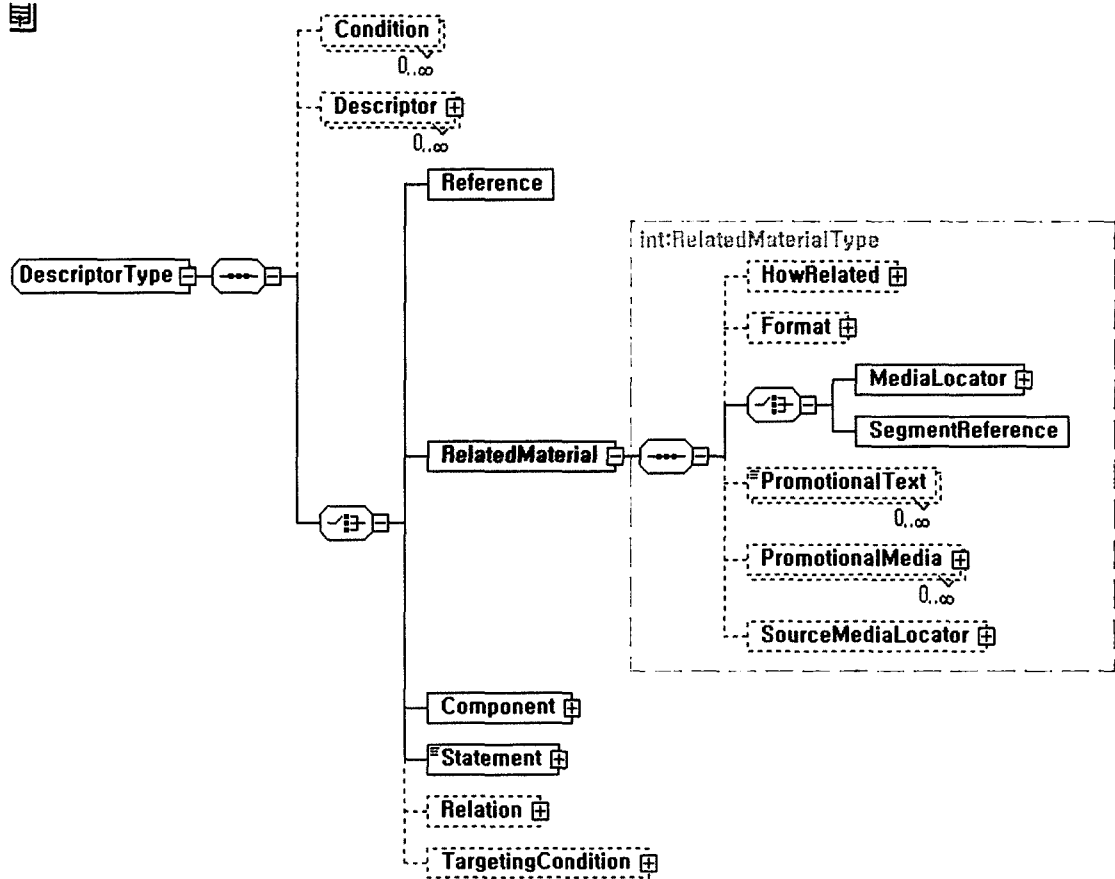 Condition
0..∞
Descriptor
0..∞
Reference
int:RelatedMaterialType
HowRelated
DescriptorType
Format
MediaLocator
SegmentReference
RelatedMaterial
PromotionalText
0..∞
PromotionalMedia
0..∞
SourceMediaLocator
Component
Statement
Relation
TargetingCondition